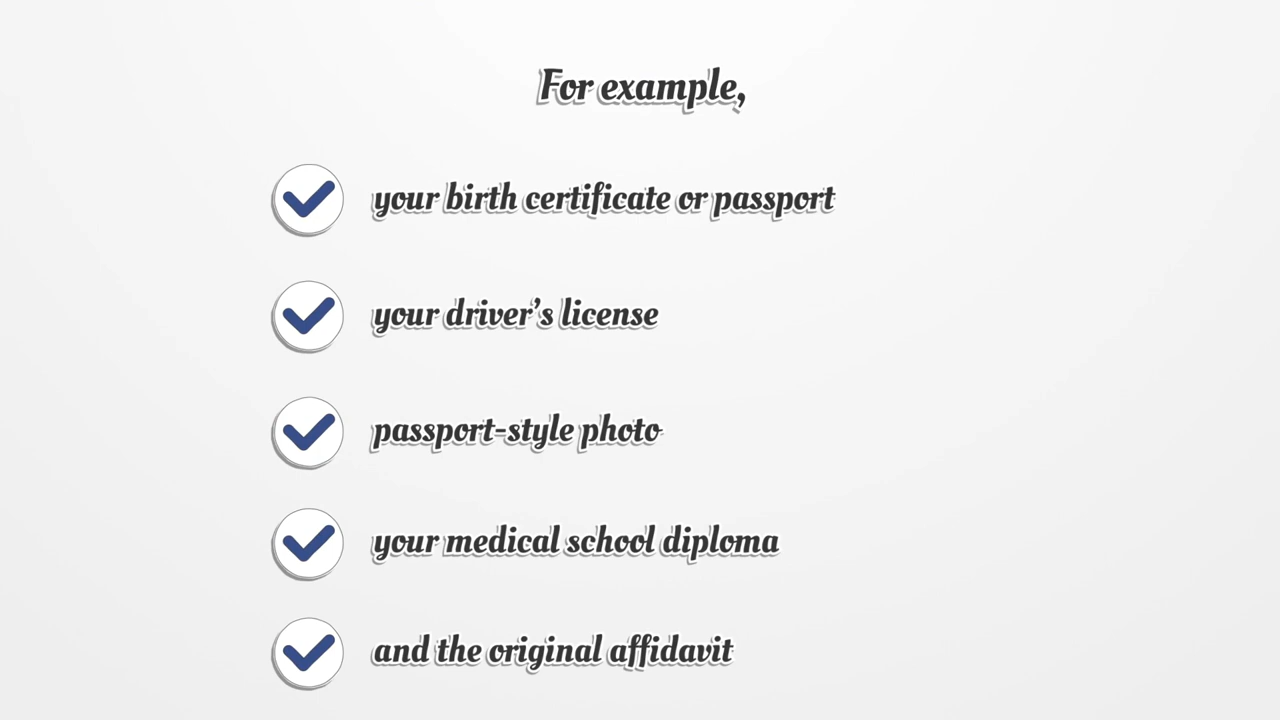 For example,
your birth certificate or passport
your driver’s license
passport-style photo
your medical school diploma
and the original affidavit